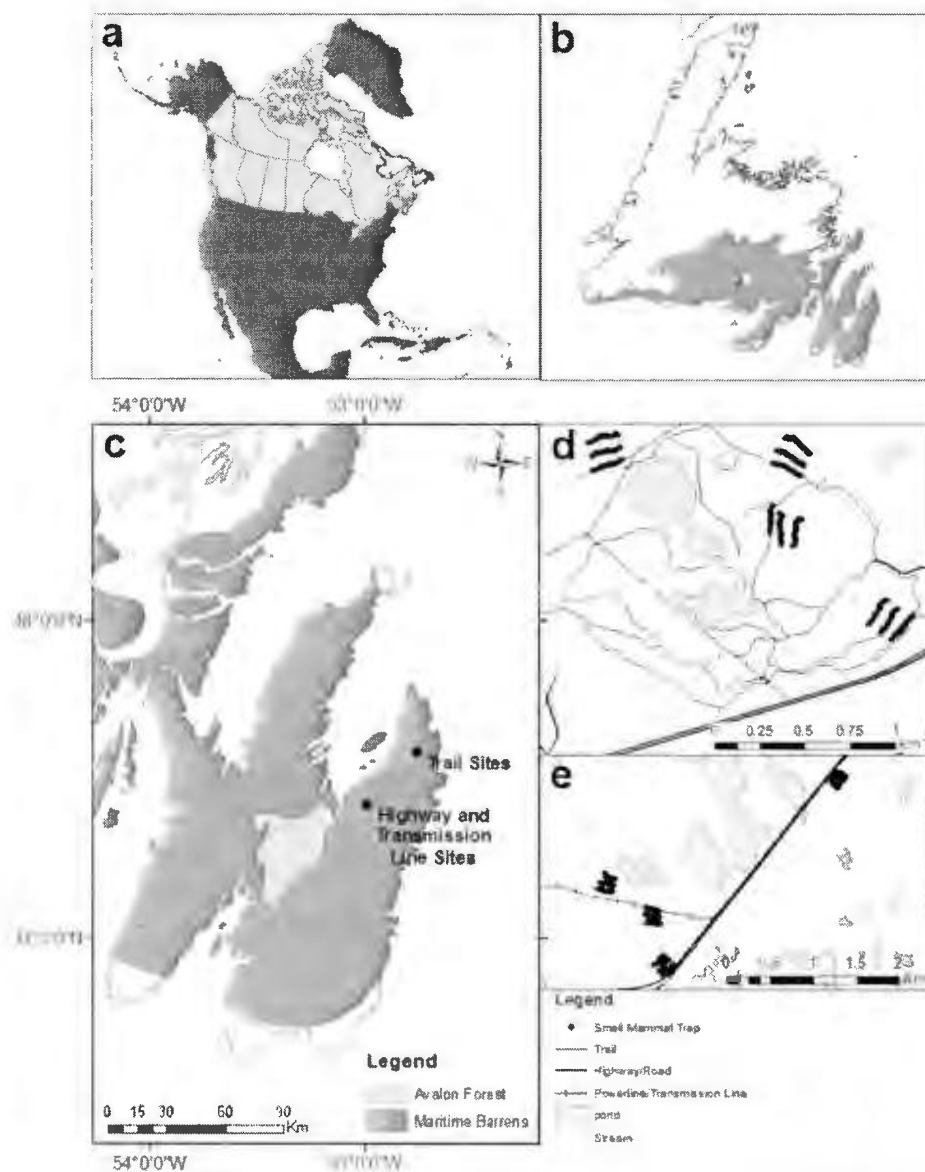 a
b
54°0'0"W
c
d
0.25 0.5 0.75
Trail Sites
e
Highway and
Transmission
Line Sites
Legend
Avalon Forest
Maritime Barrens
0 15 30 60 90
Km
54°0'0"W
Legend
Small Mammal Trap
Trail
Highway/Road
Powerline/Transmission Line
pond
Stream